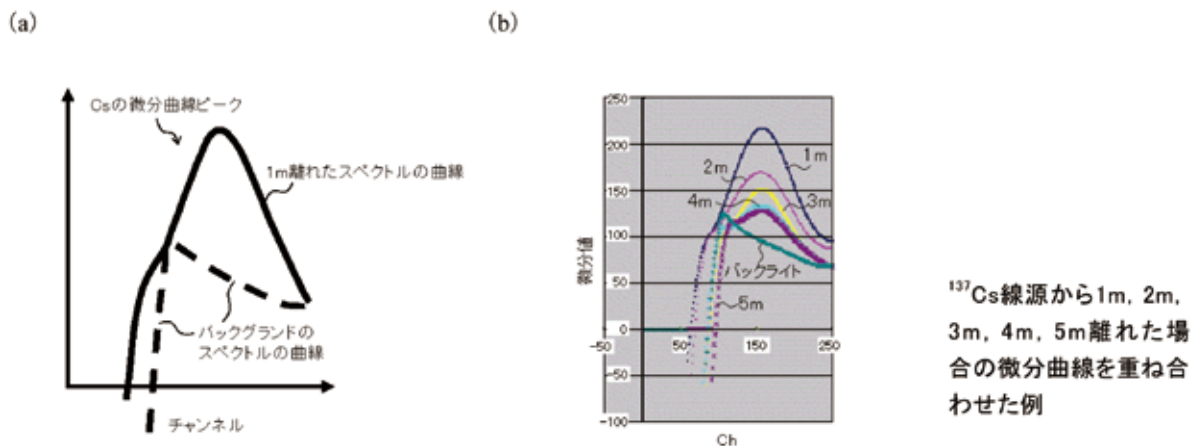 (a)
Csの微分曲線ピーク
1m離れたスペクトルの曲線
バックグランドの
スペクトルの曲線
チャンネル
(b)
250
200
150
100
50
0
-50
-100
-50
50
150
250
微分値
Ch
1m
2m
3m
4m
バックライト
5m
¹³⁷Cs線源から1m, 2m,
3m, 4m, 5m離れた場
合の微分曲線を重ね合
わせた例